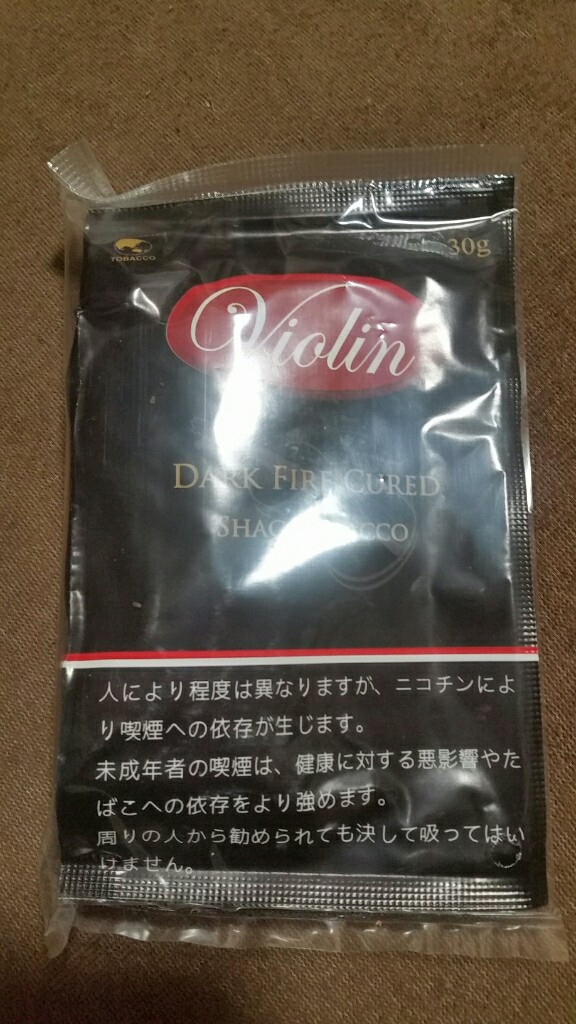 TOBACCO
30g
Violin
DARK FIRE CURED
SHAG
人により程度は異なりますが、ニコチンによ
り喫煙への依存が生じます。
未成年者の喫煙は、健康に対する悪影響やた
ばこへの依存をより強めます。
周りの人から勧められても決して吸ってはい
けません。